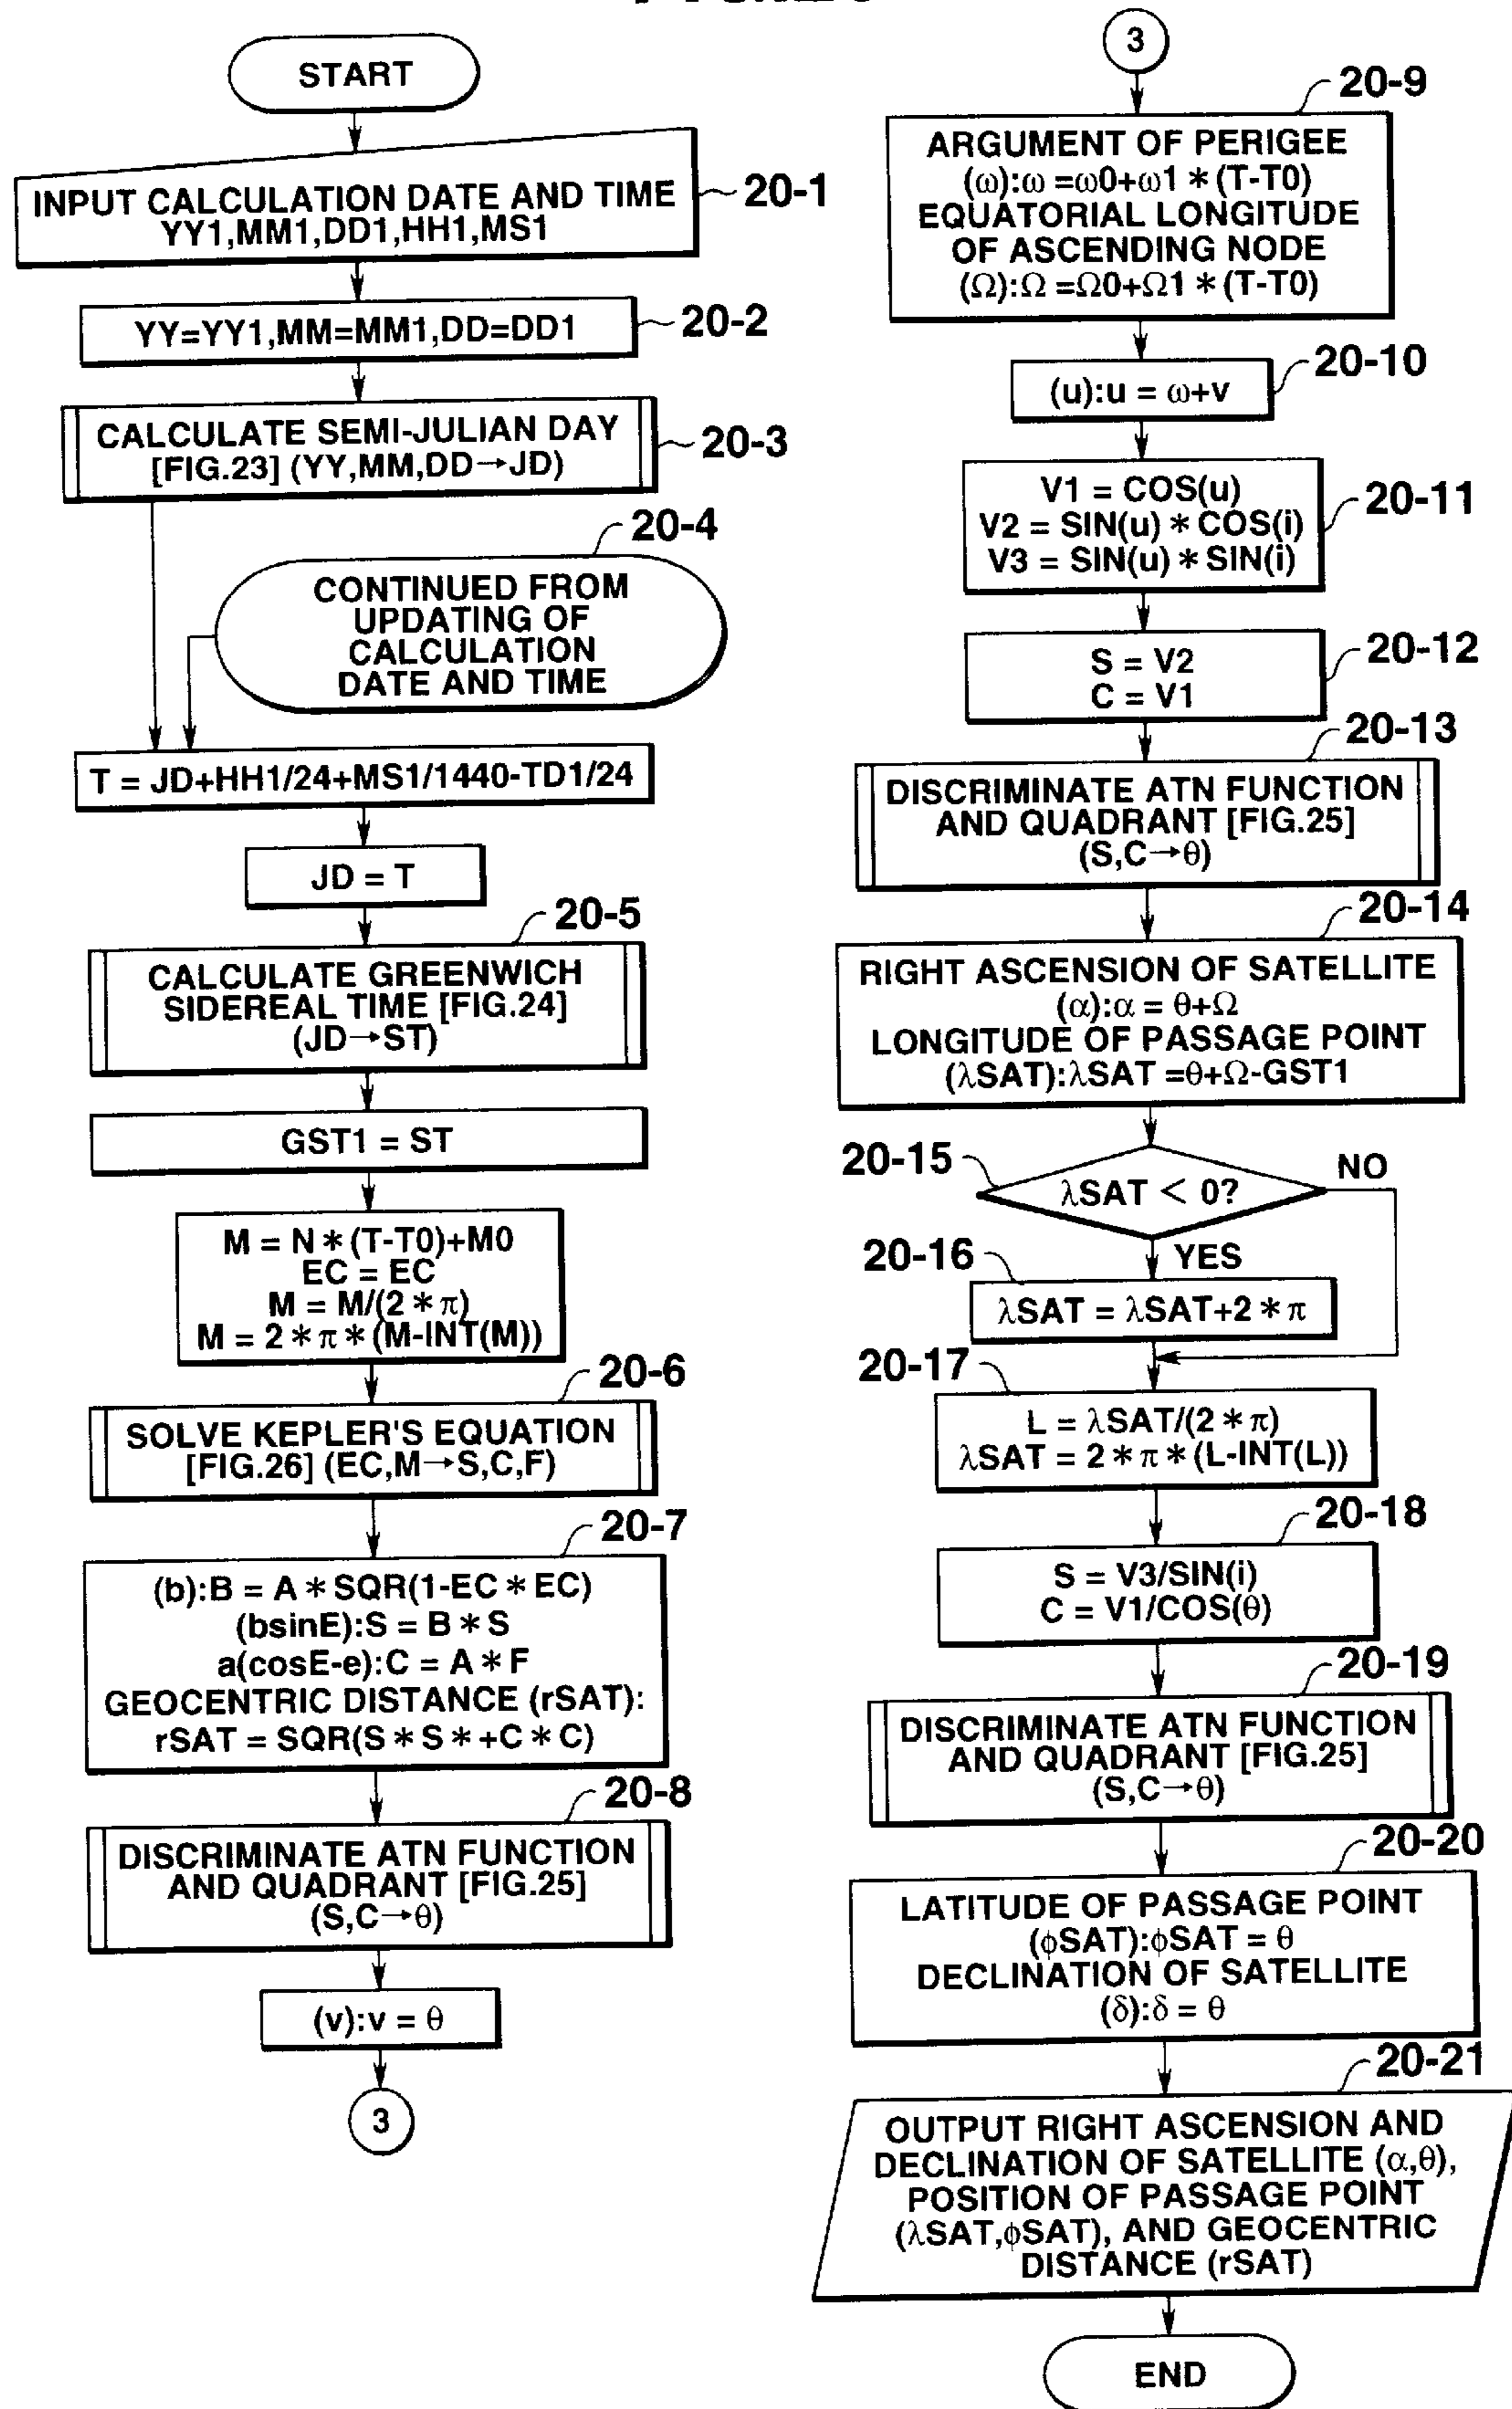 START
INPUT CALCULATION DATE AND TIME
YY1,MM1,DD1,HH1,MS1
20-1
YY=YY1,MM=MM1,DD=DD1
20-2
CALCULATE SEMI-JULIAN DAY
[FIG.23] (YY,MM,DD→JD)
20-3
20-4
CONTINUED FROM
UPDATING OF
CALCULATION
DATE AND TIME
T = JD+HH1/24+MS1/1440-TD1/24
JD = T
20-5
CALCULATE GREENWICH
SIDEREAL TIME [FIG.24]
(JD→ST)
GST1 = ST
M = N*(T-T0)+M0
EC = EC
M = M/(2*π)
M = 2*π*(M-INT(M))
20-6
SOLVE KEPLER'S EQUATION
[FIG.26] (EC,M→S,C,F)
20-7
(b):B = A*SQR(1-EC*EC)
(bsinE):S = B*S
a(cosE-e):C = A*F
GEOCENTRIC DISTANCE (rSAT):
rSAT = SQR(S*S*+C*C)
20-8
DISCRIMINATE ATN FUNCTION
AND QUADRANT [FIG.25]
(S,C→θ)
(v):v = θ
3
3
20-9
ARGUMENT OF PERIGEE
(ω):ω =ω0+ω1*(T-T0)
EQUATORIAL LONGITUDE
OF ASCENDING NODE
(Ω):Ω =Ω0+Ω1*(T-T0)
20-10
(u):u = ω+v
V1 = COS(u)
V2 = SIN(u)*COS(i)
V3 = SIN(u)*SIN(i)
20-11
S = V2
C = V1
20-12
20-13
DISCRIMINATE ATN FUNCTION
AND QUADRANT [FIG.25]
(S,C→θ)
20-14
RIGHT ASCENSION OF SATELLITE
(α):α = θ+Ω
LONGITUDE OF PASSAGE POINT
(λSAT):λSAT =θ+Ω-GST1
20-15
λSAT < 0?
NO
YES
20-16
λSAT = λSAT+2*π
20-17
L = λSAT/(2*π)
λSAT = 2*π*(L-INT(L))
20-18
S = V3/SIN(i)
C = V1/COS(θ)
20-19
DISCRIMINATE ATN FUNCTION
AND QUADRANT [FIG.25]
(S,C→θ)
20-20
LATITUDE OF PASSAGE POINT
(ϕSAT):ϕSAT = θ
DECLINATION OF SATELLITE
(δ):δ = θ
20-21
OUTPUT RIGHT ASCENSION AND
DECLINATION OF SATELLITE (α,θ),
POSITION OF PASSAGE POINT
(λSAT,ϕSAT), AND GEOCENTRIC
DISTANCE (rSAT)
END